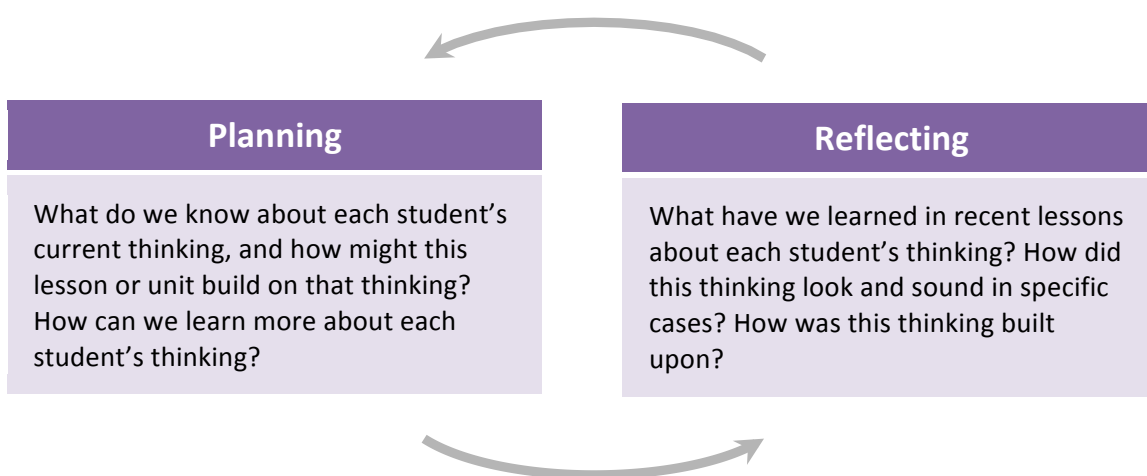 Planning
What do we know about each student’s
current thinking, and how might this
lesson or unit build on that thinking?
How can we learn more about each
student’s thinking?
Reflecting
What have we learned in recent lessons
about each student’s thinking? How did
this thinking look and sound in specific
cases? How was this thinking built
upon?